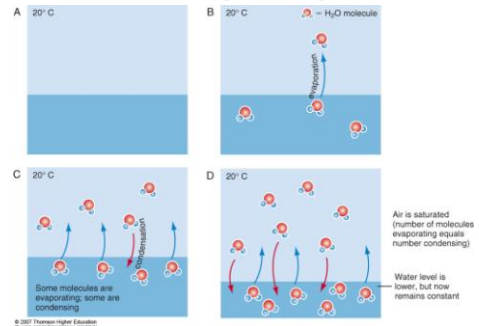 A
20° C
B
20° C
– H₂O molecule
evaporation
C
20° C
condensation
Some molecules are
evaporating; some are
condensing
D
20° C
Air is saturated
(number of molecules
evaporating equals
number condensing)
Water level is
lower, but now
remains constant
© 2007 Thomson Higher Education